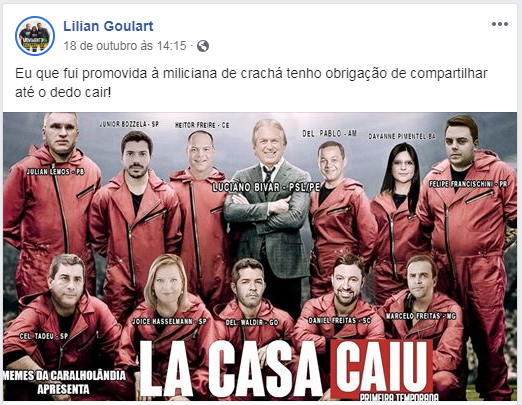 Lilian Goulart
18 de outubro às 14:15
Eu que fui promovida à miliciana de crachá tenho obrigação de compartilhar
até o dedo cair!
JUNIOR BOZZELA - SP
HEITOR FREIRE - CE
DEL. PABLO - AM
DAYANNE PIMENTEL-BA
JULIAN LEMOS - PB
LUCIANO BIVAR - PSL/PE
FELIPE FRANCISCHINI - PR
CEL. TADEU - SP
JOICE HASSELMANN - SP
DEL. WALDIR - GO
DANIEL FREITAS - SC
MARCELO FREITAS - MG
MEMES DA CARALHOLÂNDIA
APRESENTA
LA CASA CAIU
PRIMEIRA TEMPORADA